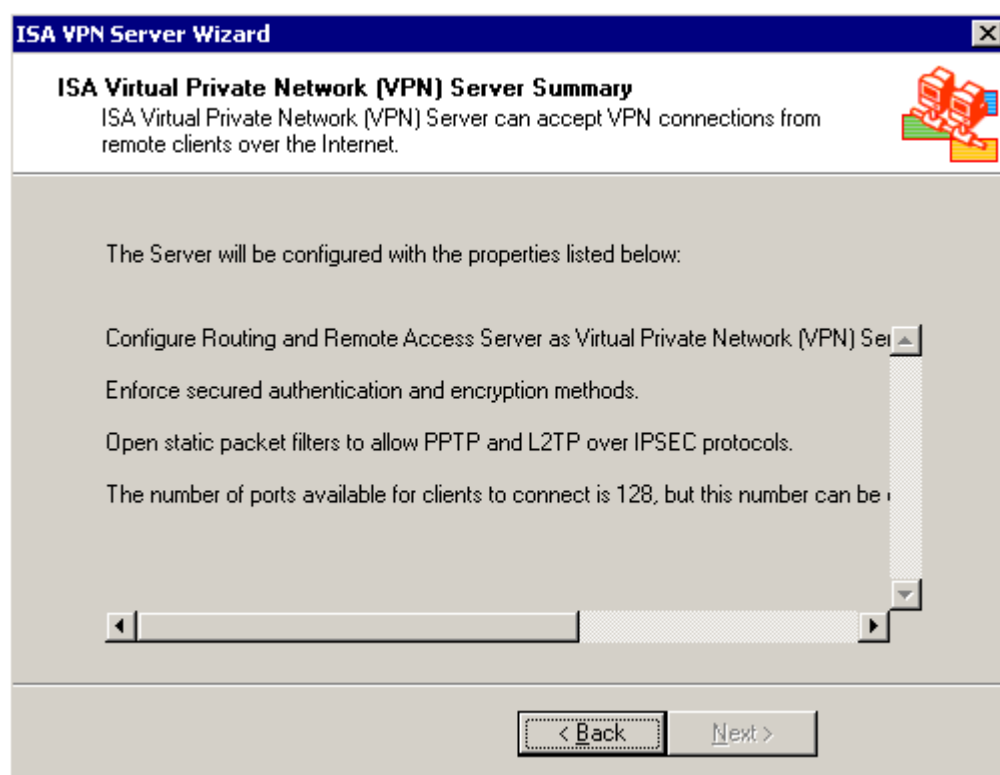 ISA VPN Server Wizard
ISA Virtual Private Network (VPN) Server Summary
ISA Virtual Private Network (VPN) Server can accept VPN connections from
remote clients over the Internet.
The Server will be configured with the properties listed below:
Configure Routing and Remote Access Server as Virtual Private Network (VPN)
Enforce secured authentication and encryption methods.
Open static packet filters to allow PPTP and L2TP over IPSEC protocols.
The number of ports available for clients to connect is 128, but this number can be
< Back
Next >